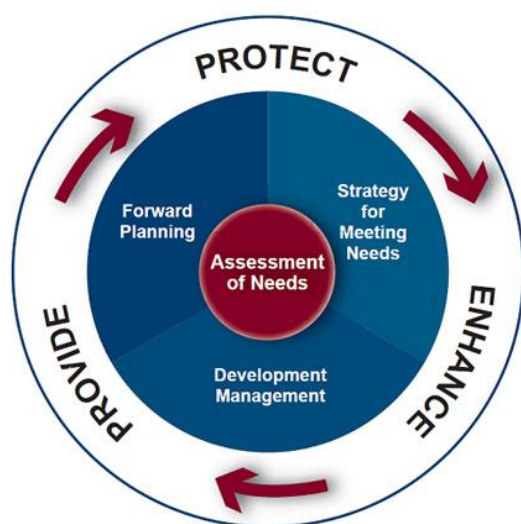 PROTECT
Forward
Planning
Strategy
for
Meeting
Needs
Assessment
of Needs
Development
Management
ENHANCE
PROVIDE